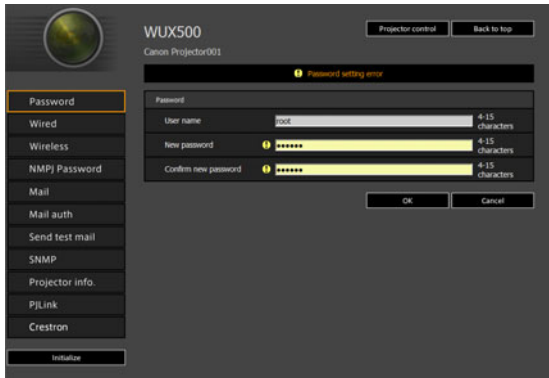 WUX500
Projector control
Back to top
Canon Projector001
Password setting error
Password
Wired
Wireless
NMPJ Password
Mail
Mail auth
Send test mail
SNMP
Projector info.
PJLink
Crestron
Initialize
Password
User name
root
4-15
characters
New password
••••••
4-15
characters
Confirm new password
••••••
4-15
characters
OK
Cancel